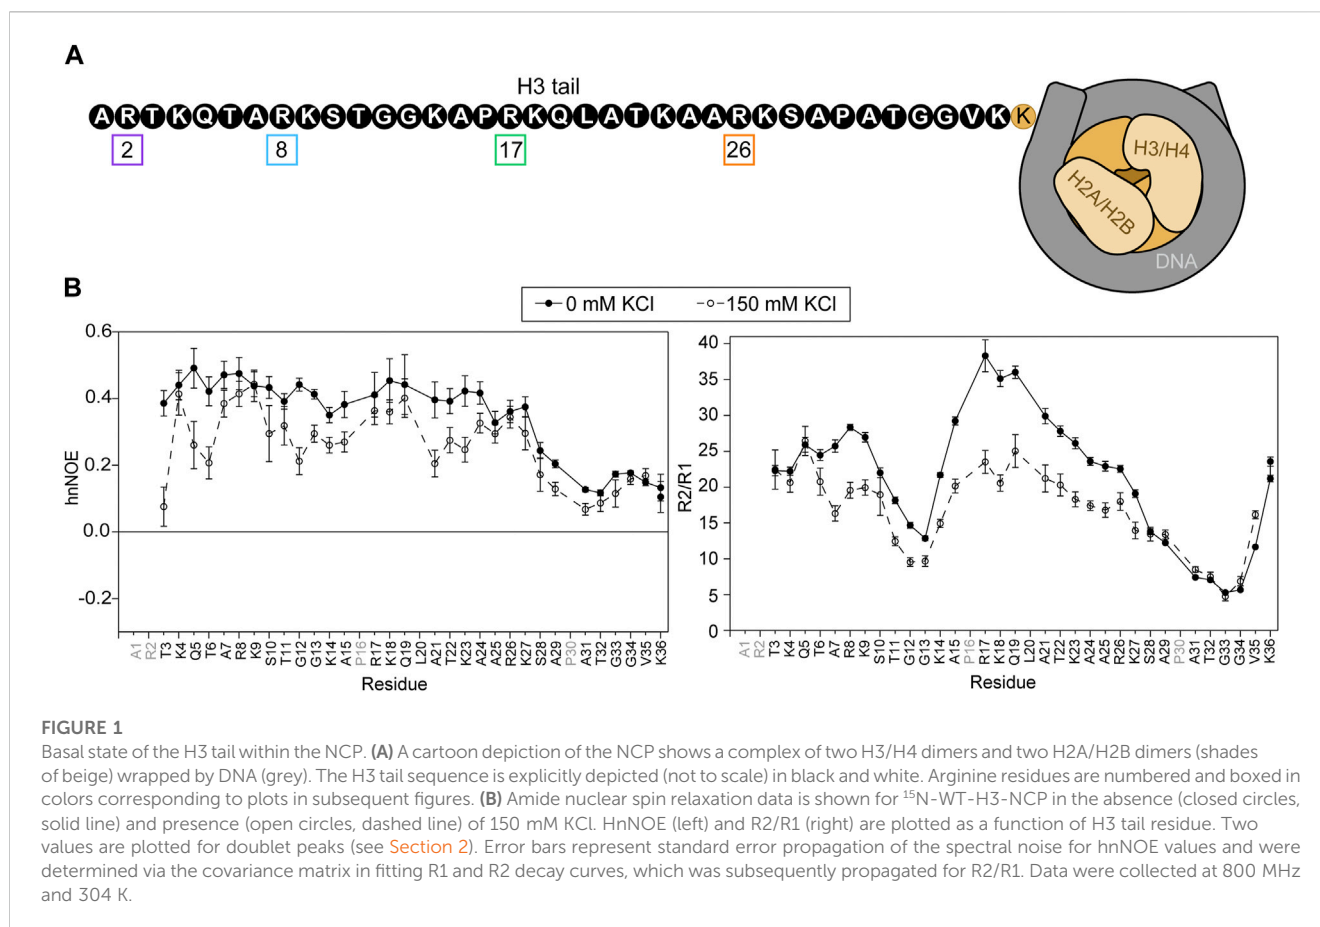 A
H3 tail
A R T K Q T A R K S T G G K A P R K Q L A T K A A R K S A P A T G G V K K
2 8 17 26
H3/H4
H2A/H2B
DNA
B
0 mM KCl 150 mM KCl
hnNOE
0.6
0.4
0.2
0.0
-0.2
A1 R2 T3 K4 Q5 T6 A7 R8 K9 S10 T11 G12 G13 K14 A15 P16 R17 K18 Q19 L20 A21 T22 K23 A24 A25 R26 K27 S28 A29 P30 A31 T32 G33 G34 V35 K36
Residue
R2/R1
40
35
30
25
20
15
10
5
0
A1 R2 T3 K4 Q5 T6 A7 R8 K9 S10 T11 G12 G13 K14 A15 P16 R17 K18 Q19 L20 A21 T22 K23 A24 A25 R26 K27 S28 A29 P30 A31 T32 G33 G34 V35 K36
Residue
FIGURE 1
Basal state of the H3 tail within the NCP. (A) A cartoon depiction of the NCP shows a complex of two H3/H4 dimers and two H2A/H2B dimers (shades
of beige) wrapped by DNA (grey). The H3 tail sequence is explicitly depicted (not to scale) in black and white. Arginine residues are numbered and boxed in
colors corresponding to plots in subsequent figures. (B) Amide nuclear spin relaxation data is shown for 15N-WT-H3-NCP in the absence (closed circles,
solid line) and presence (open circles, dashed line) of 150 mM KCl. HnNOE (left) and R2/R1 (right) are plotted as a function of H3 tail residue. Two
values are plotted for doublet peaks (see Section 2). Error bars represent standard error propagation of the spectral noise for hnNOE values and were
determined via the covariance matrix in fitting R1 and R2 decay curves, which was subsequently propagated for R2/R1. Data were collected at 800 MHz
and 304 K.